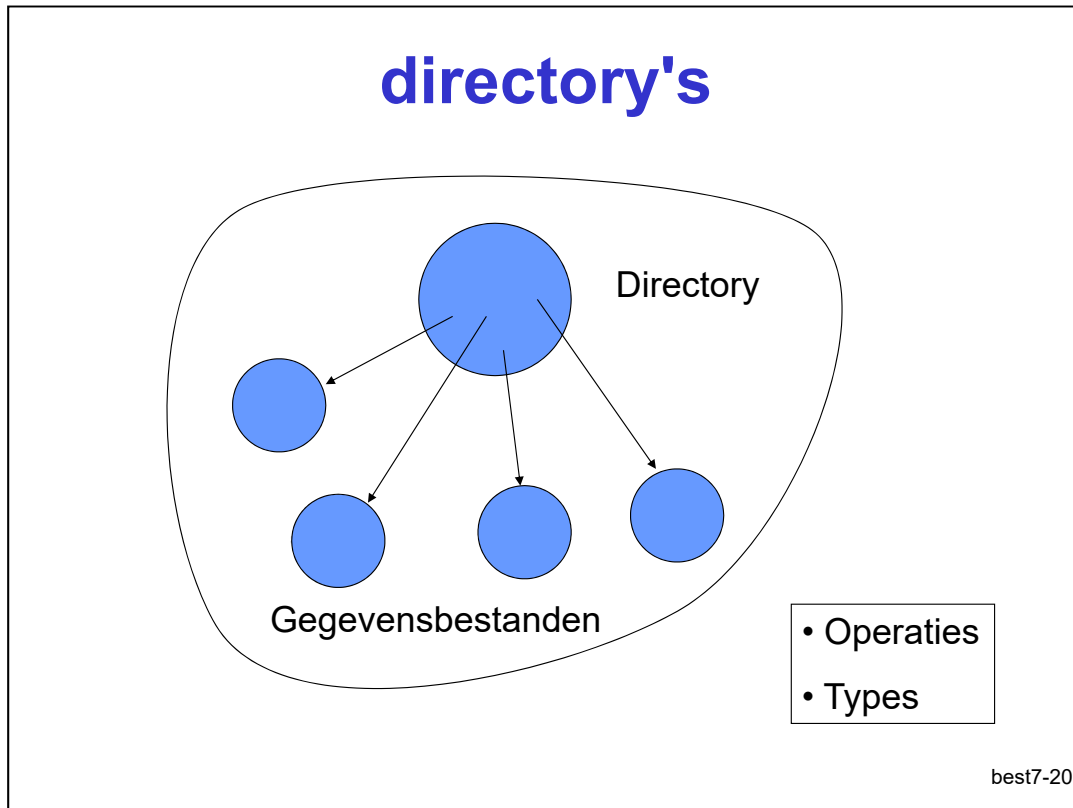 directory's
Directory
Gegevensbestanden
• Operaties
• Types
best7-20